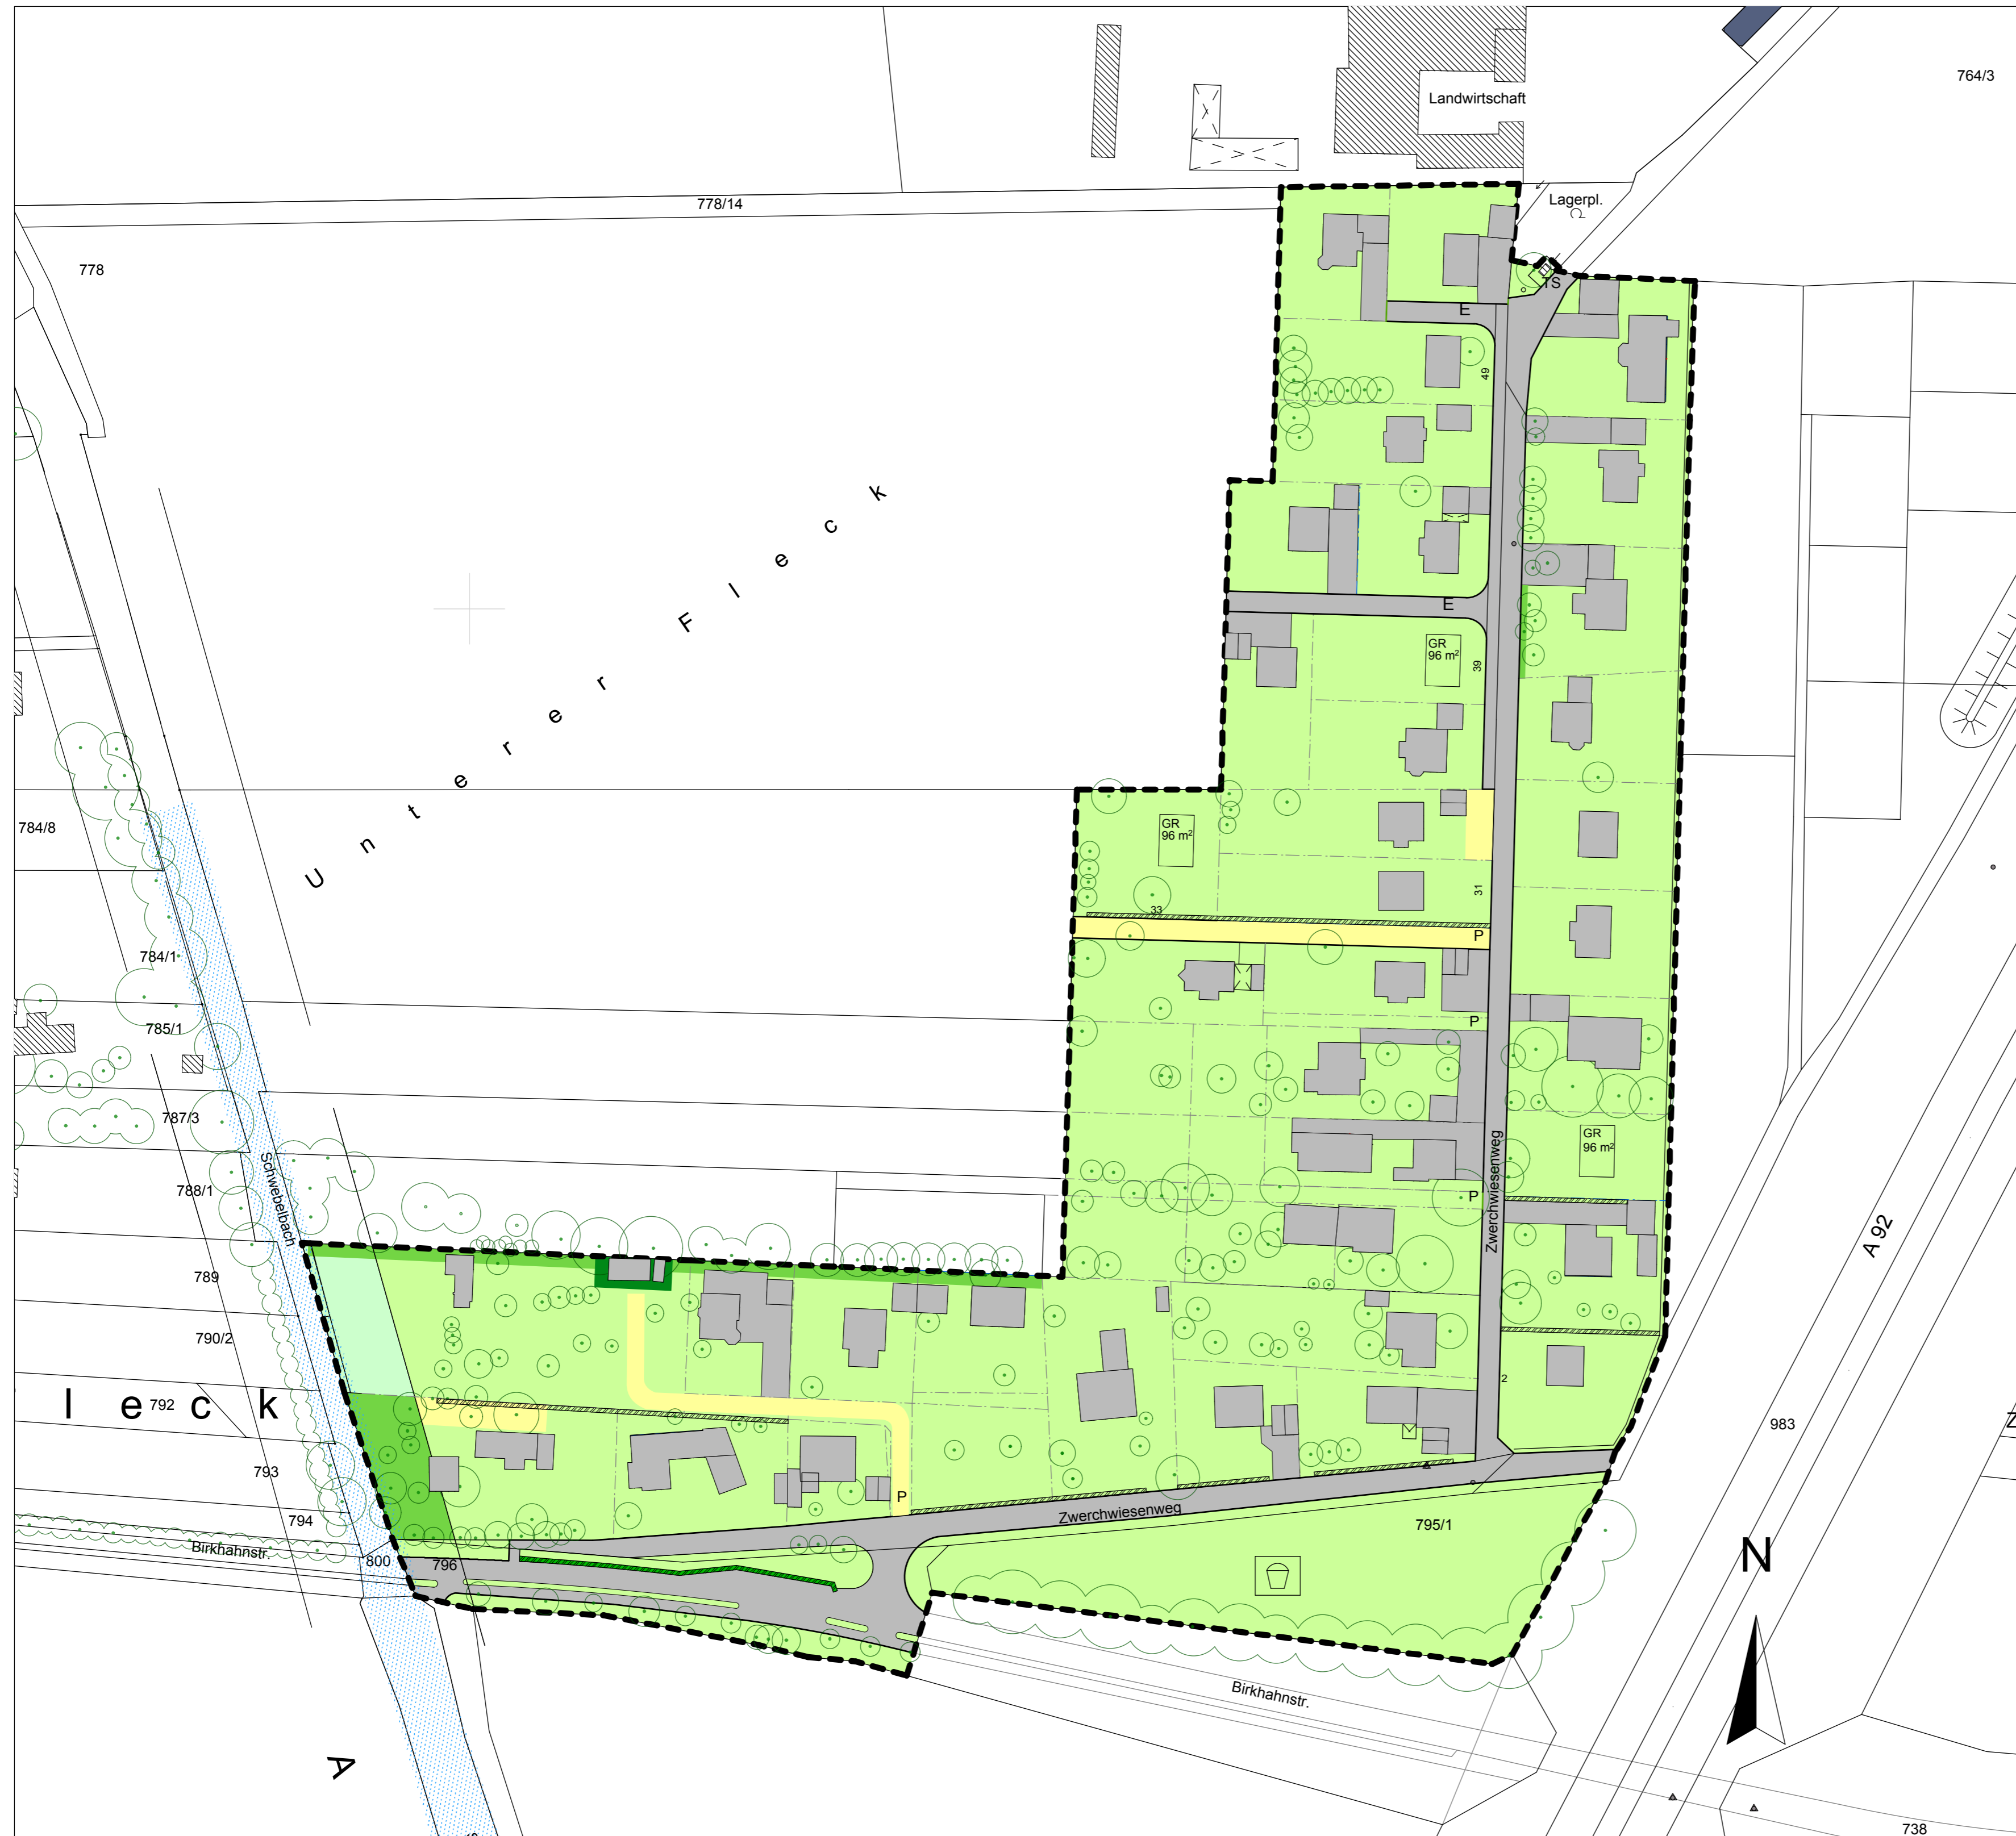 764/3
Landwirtschaft
778/14
Lagerpl.
778
TS
E
49
Unterer Fleck
E
GR
96 m²
39
784/8
GR
96 m²
31
33
P
784/1
785/1
P
787/3
GR
96 m²
Schwebelbach
788/1
P
Zwerchwiesenweg
A 92
789
790/2
2
leck
792
983
Z
793
P
794
Zwerchwiesenweg
795/1
Birkhahnstr.
800
796
N
Birkhahnstr.
A
738